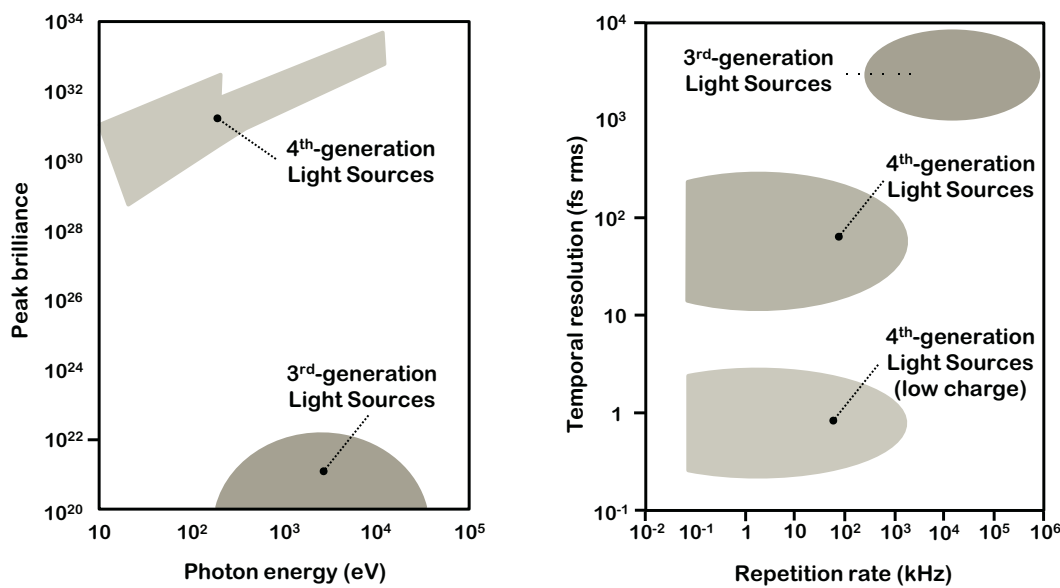 10³⁴
10³²
10³⁰
10²⁸
10²⁶
10²⁴
10²²
10²⁰
Peak brilliance
4ᵗʰ-generation
Light Sources
3ʳᵈ-generation
Light Sources
10 10² 10³ 10⁴ 10⁵
Photon energy (eV)
10⁴
10³
10²
10
1
10⁻¹
Temporal resolution (fs rms)
3ʳᵈ-generation
Light Sources
4ᵗʰ-generation
Light Sources
4ᵗʰ-generation
Light Sources
(low charge)
10⁻² 10⁻¹ 1 10 10² 10³ 10⁴ 10⁵ 10⁶
Repetition rate (kHz)